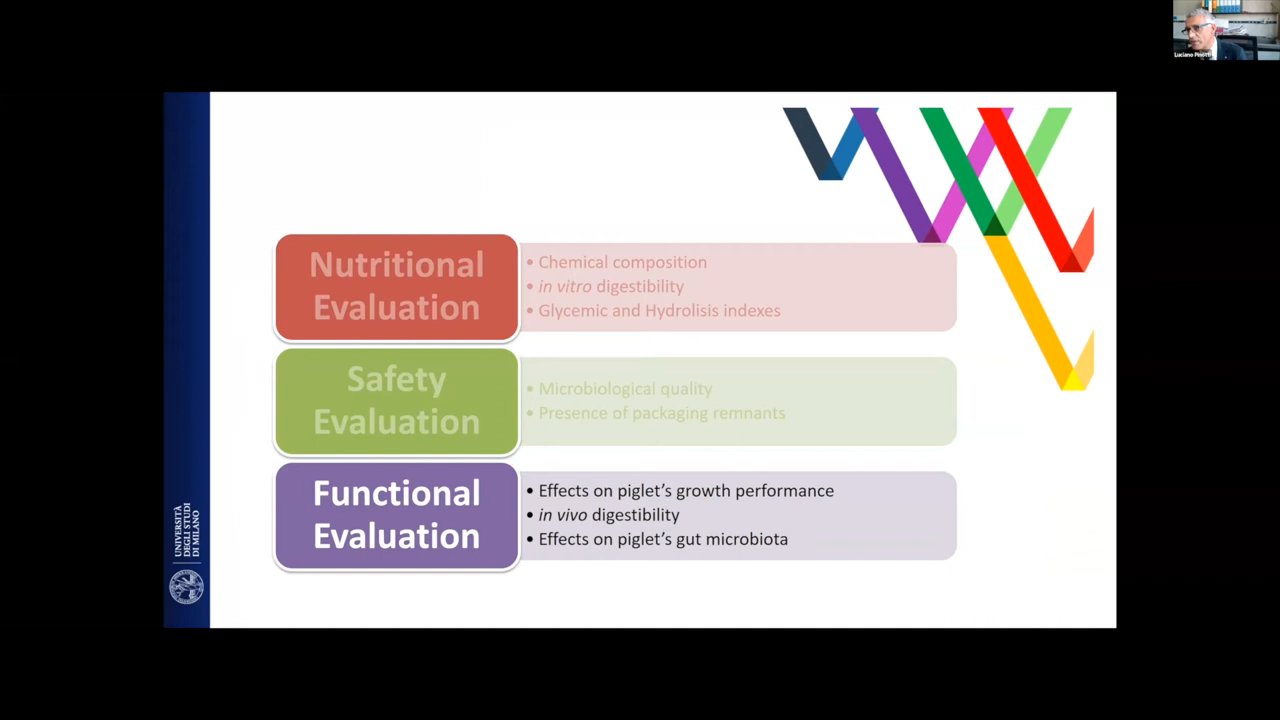 Luciano Pinotti
Nutritional
Evaluation
• Chemical composition
• in vitro digestibility
• Glycemic and Hydrolisis indexes
Safety
Evaluation
• Microbiological quality
• Presence of packaging remnants
Functional
Evaluation
• Effects on piglet’s growth performance
• in vivo digestibility
• Effects on piglet’s gut microbiota
UNIVERSITÀ
DEGLI STUDI
DI MILANO